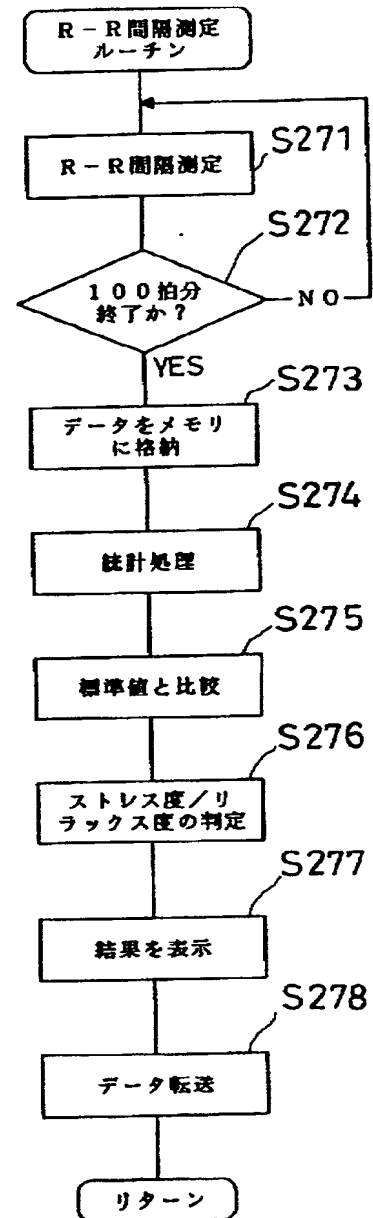 R－R間隔測定
ルーチン
S271
R－R間隔測定
S272
100拍分
終了か？
NO
YES
S273
データをメモリ
に格納
S274
統計処理
S275
標準値と比較
S276
ストレス度／リ
ラックス度の判定
S277
結果を表示
S278
データ転送
リターン